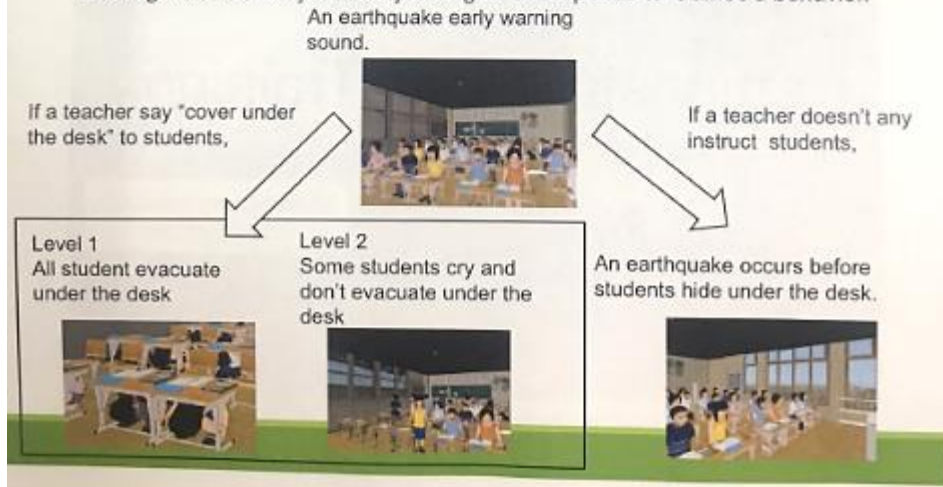 An earthquake early warning
sound.
If a teacher say "cover under
the desk" to students,
If a teacher doesn't any
instruct students,
Level 1
All student evacuate
under the desk
Level 2
Some students cry and
don't evacuate under the
desk
An earthquake occurs before
students hide under the desk.